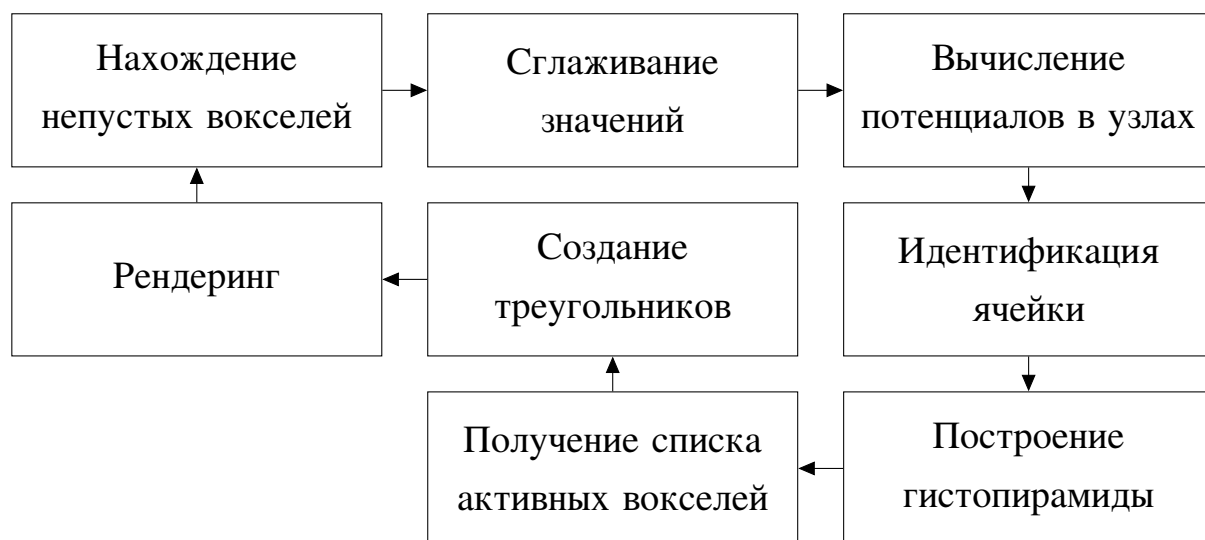 Нахождение
непустых вокселей
Сглаживание
значений
Вычисление
потенциалов в узлах
Рендеринг
Создание
треугольников
Идентификация
ячейки
Получение списка
активных вокселей
Построение
гистопирамиды